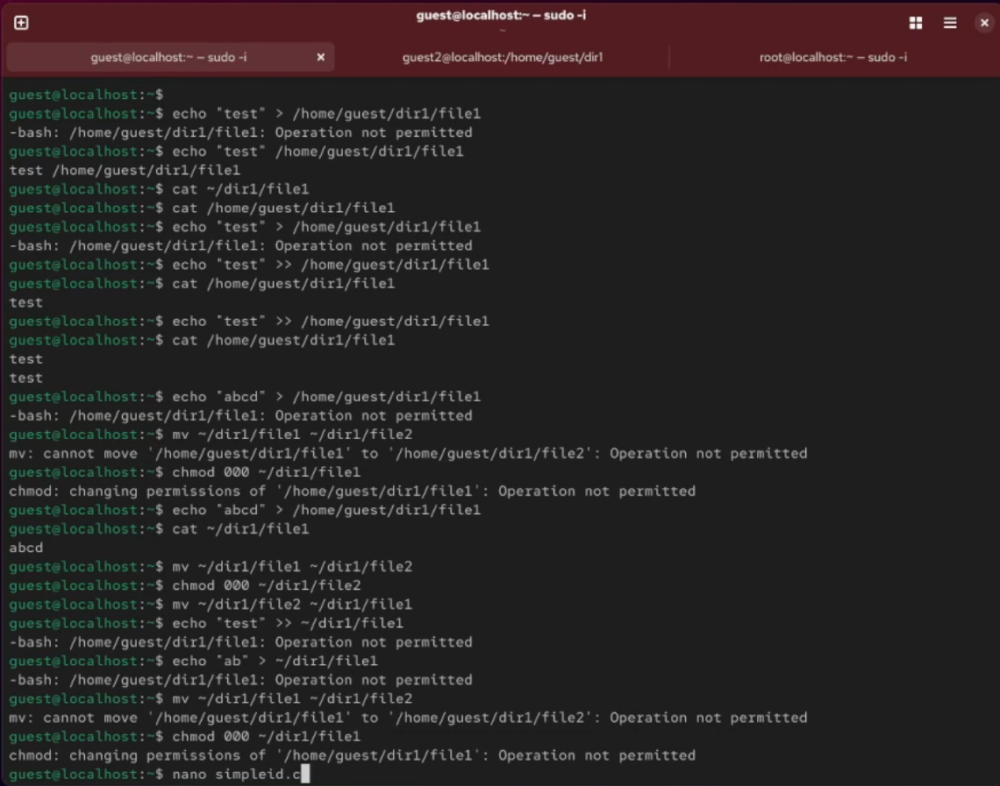 guest@localhost:~ — sudo -i
~
guest@localhost:~ — sudo -i
guest2@localhost:/home/guest/dir1
root@localhost:~ — sudo -i
guest@localhost:~$
guest@localhost:~$ echo "test" > /home/guest/dir1/file1
-bash: /home/guest/dir1/file1: Operation not permitted
guest@localhost:~$ echo "test" /home/guest/dir1/file1
test /home/guest/dir1/file1
guest@localhost:~$ cat ~/dir1/file1
guest@localhost:~$ cat /home/guest/dir1/file1
guest@localhost:~$ echo "test" > /home/guest/dir1/file1
-bash: /home/guest/dir1/file1: Operation not permitted
guest@localhost:~$ echo "test" >> /home/guest/dir1/file1
guest@localhost:~$ cat /home/guest/dir1/file1
test
guest@localhost:~$ echo "test" >> /home/guest/dir1/file1
guest@localhost:~$ cat /home/guest/dir1/file1
test
test
guest@localhost:~$ echo "abcd" > /home/guest/dir1/file1
-bash: /home/guest/dir1/file1: Operation not permitted
guest@localhost:~$ mv ~/dir1/file1 ~/dir1/file2
mv: cannot move '/home/guest/dir1/file1' to '/home/guest/dir1/file2': Operation not permitted
guest@localhost:~$ chmod 000 ~/dir1/file1
chmod: changing permissions of '/home/guest/dir1/file1': Operation not permitted
guest@localhost:~$ echo "abcd" > /home/guest/dir1/file1
guest@localhost:~$ cat ~/dir1/file1
abcd
guest@localhost:~$ mv ~/dir1/file1 ~/dir1/file2
guest@localhost:~$ chmod 000 ~/dir1/file2
guest@localhost:~$ mv ~/dir1/file2 ~/dir1/file1
guest@localhost:~$ echo "test" >> ~/dir1/file1
-bash: /home/guest/dir1/file1: Operation not permitted
guest@localhost:~$ echo "ab" > ~/dir1/file1
-bash: /home/guest/dir1/file1: Operation not permitted
guest@localhost:~$ mv ~/dir1/file1 ~/dir1/file2
mv: cannot move '/home/guest/dir1/file1' to '/home/guest/dir1/file2': Operation not permitted
guest@localhost:~$ chmod 000 ~/dir1/file1
chmod: changing permissions of '/home/guest/dir1/file1': Operation not permitted
guest@localhost:~$ nano simpleid.c